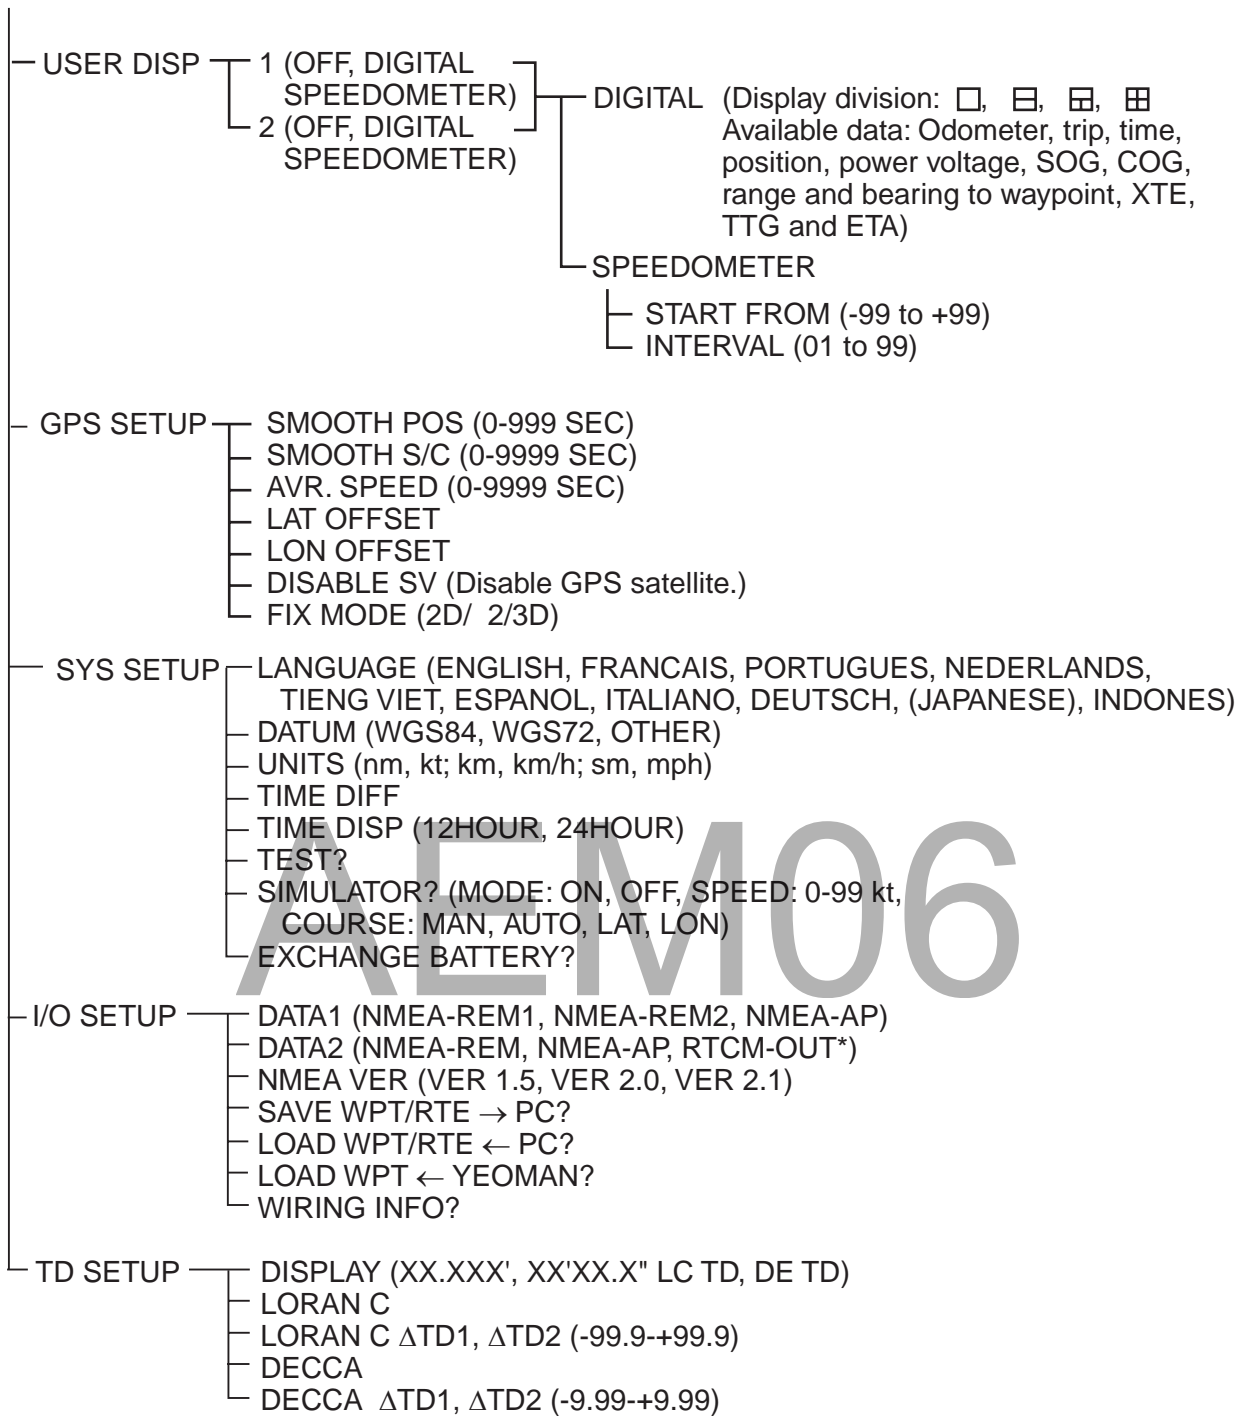 USER DISP
1 (OFF, DIGITAL
SPEEDOMETER)
2 (OFF, DIGITAL
SPEEDOMETER)
DIGITAL (Display division: □, ⊟, , ⊞
Available data: Odometer, trip, time,
position, power voltage, SOG, COG,
range and bearing to waypoint, XTE,
TTG and ETA)
SPEEDOMETER
START FROM (-99 to +99)
INTERVAL (01 to 99)
GPS SETUP
SMOOTH POS (0-999 SEC)
SMOOTH S/C (0-9999 SEC)
AVR. SPEED (0-9999 SEC)
LAT OFFSET
LON OFFSET
DISABLE SV (Disable GPS satellite.)
FIX MODE (2D/ 2/3D)
SYS SETUP
LANGUAGE (ENGLISH, FRANCAIS, PORTUGUES, NEDERLANDS,
TIENG VIET, ESPANOL, ITALIANO, DEUTSCH, (JAPANESE), INDONES)
DATUM (WGS84, WGS72, OTHER)
UNITS (nm, kt; km, km/h; sm, mph)
TIME DIFF
TIME DISP (12HOUR, 24HOUR)
TEST?
SIMULATOR? (MODE: ON, OFF, SPEED: 0-99 kt,
COURSE: MAN, AUTO, LAT, LON)
EXCHANGE BATTERY?
AEM06
I/O SETUP
DATA1 (NMEA-REM1, NMEA-REM2, NMEA-AP)
DATA2 (NMEA-REM, NMEA-AP, RTCM-OUT*)
NMEA VER (VER 1.5, VER 2.0, VER 2.1)
SAVE WPT/RTE → PC?
LOAD WPT/RTE ← PC?
LOAD WPT ← YEOMAN?
WIRING INFO?
TD SETUP
DISPLAY (XX.XXX', XX'XX.X" LC TD, DE TD)
LORAN C
LORAN C ΔTD1, ΔTD2 (-99.9-+99.9)
DECCA
DECCA ΔTD1, ΔTD2 (-9.99-+9.99)